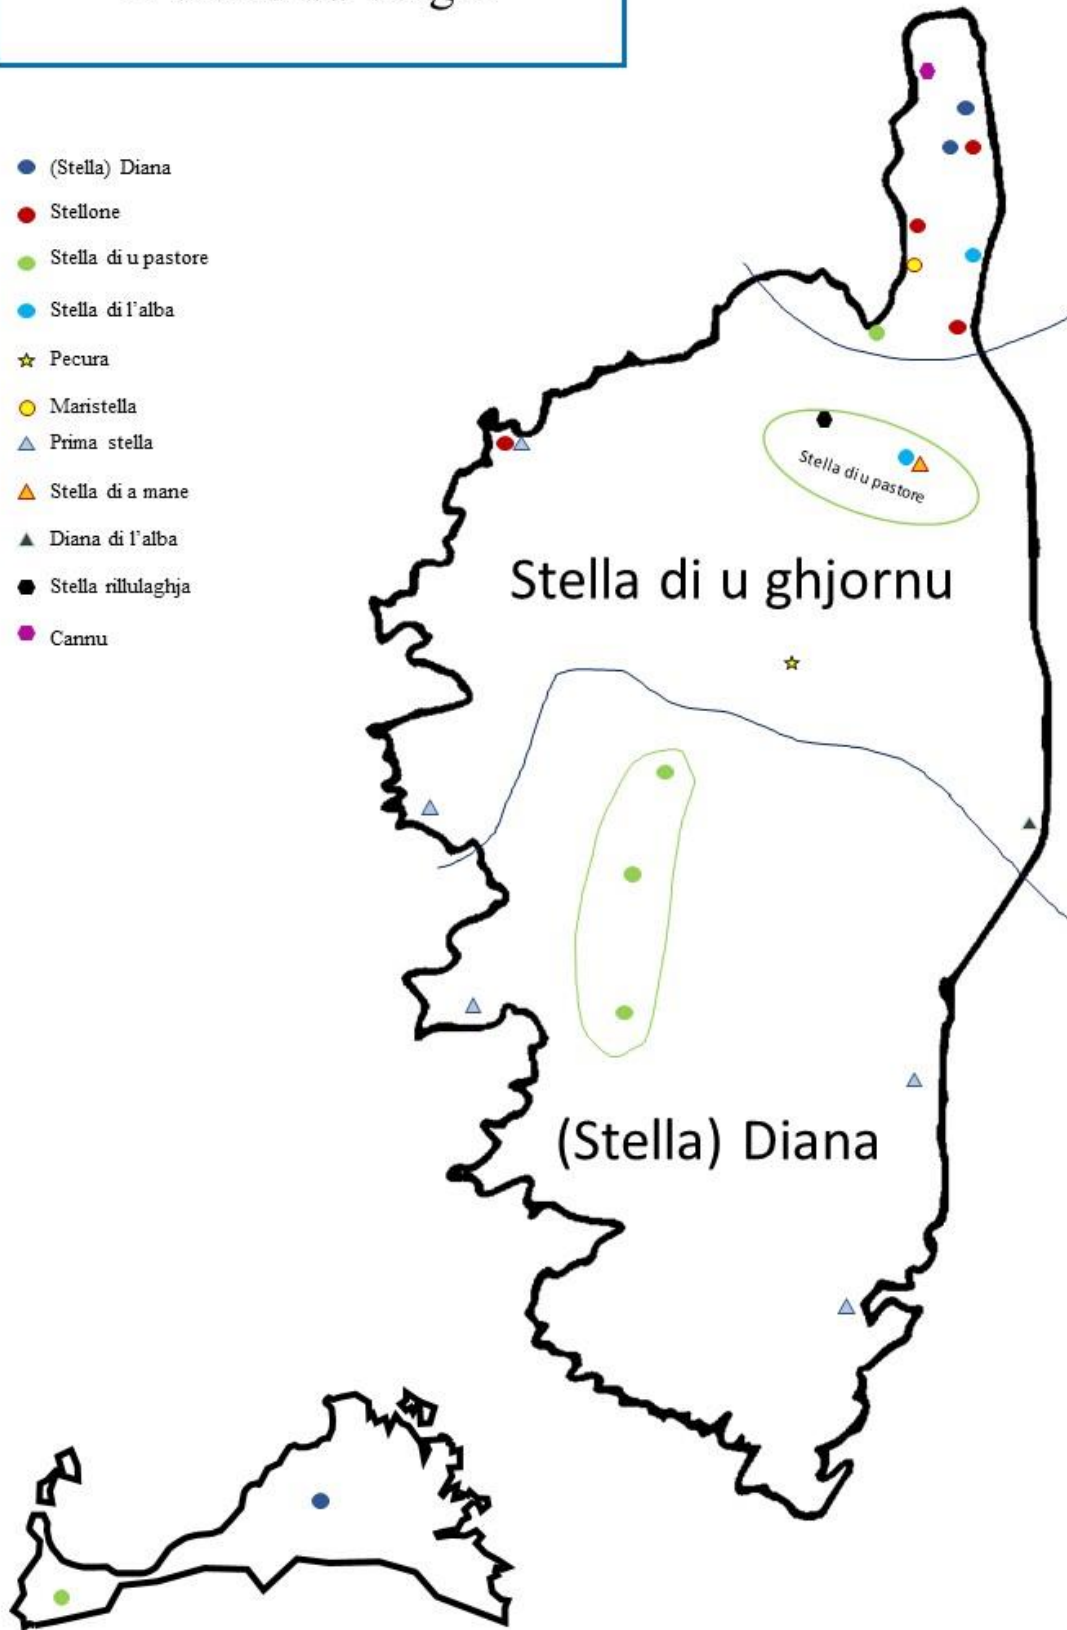 (Stella) Diana
Stellone
Stella di u pastore
Stella di l'alba
Pecura
Maristella
Prima stella
Stella di a mane
Diana di l'alba
Stella rillulaghja
Cannu
Stella di u pastore
Stella di u ghjornu
(Stella) Diana